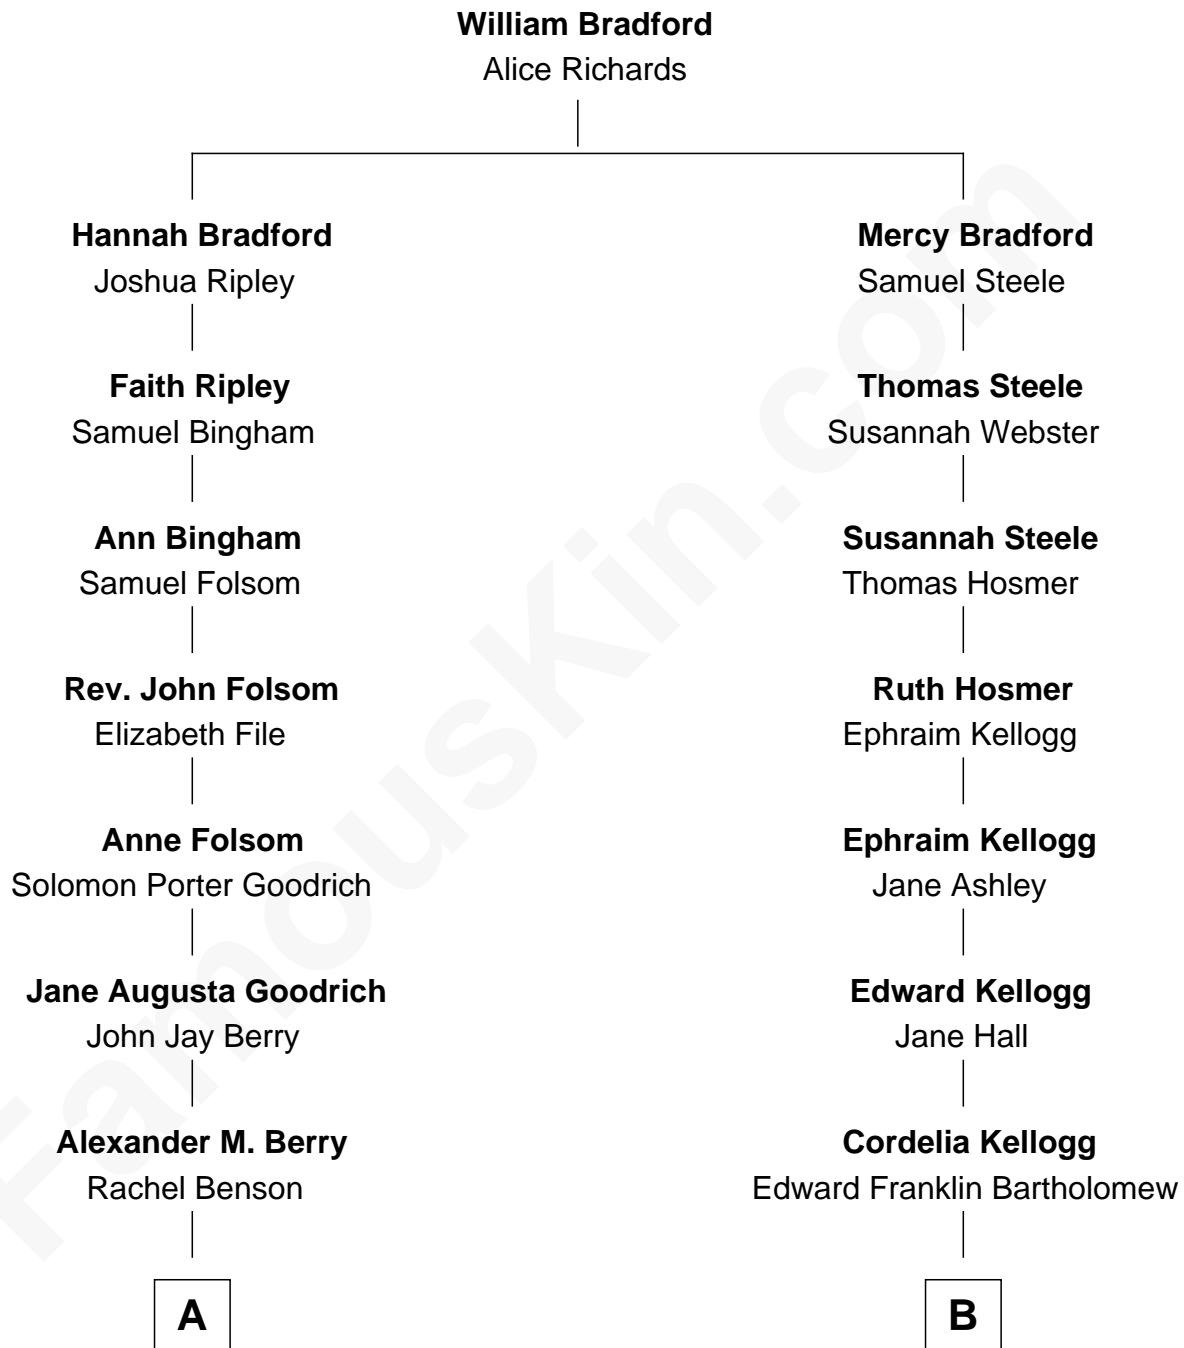 William Bradford
Alice Richards
Hannah Bradford
Joshua Ripley
Mercy Bradford
Samuel Steele
Faith Ripley
Samuel Bingham
Thomas Steele
Susannah Webster
Ann Bingham
Samuel Folsom
Susannah Steele
Thomas Hosmer
Rev. John Folsom
Elizabeth File
Ruth Hosmer
Ephraim Kellogg
Anne Folsom
Solomon Porter Goodrich
Ephraim Kellogg
Jane Ashley
Jane Augusta Goodrich
John Jay Berry
Edward Kellogg
Jane Hall
Alexander M. Berry
Rachel Benson
Cordelia Kellogg
Edward Franklin Bartholomew
A
B
FamousKin.com